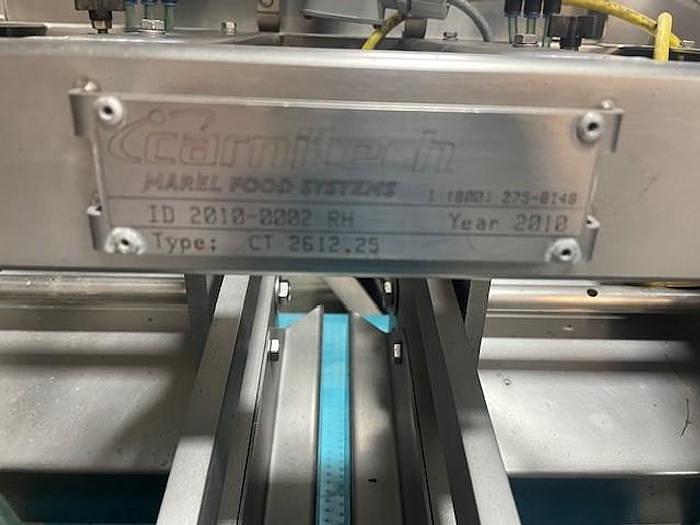 carnitech
MAREL FOOD SYSTEMS 1 (800) 275-8148
ID 2010-0002 RH Year 2010
Type: CT 2612.25